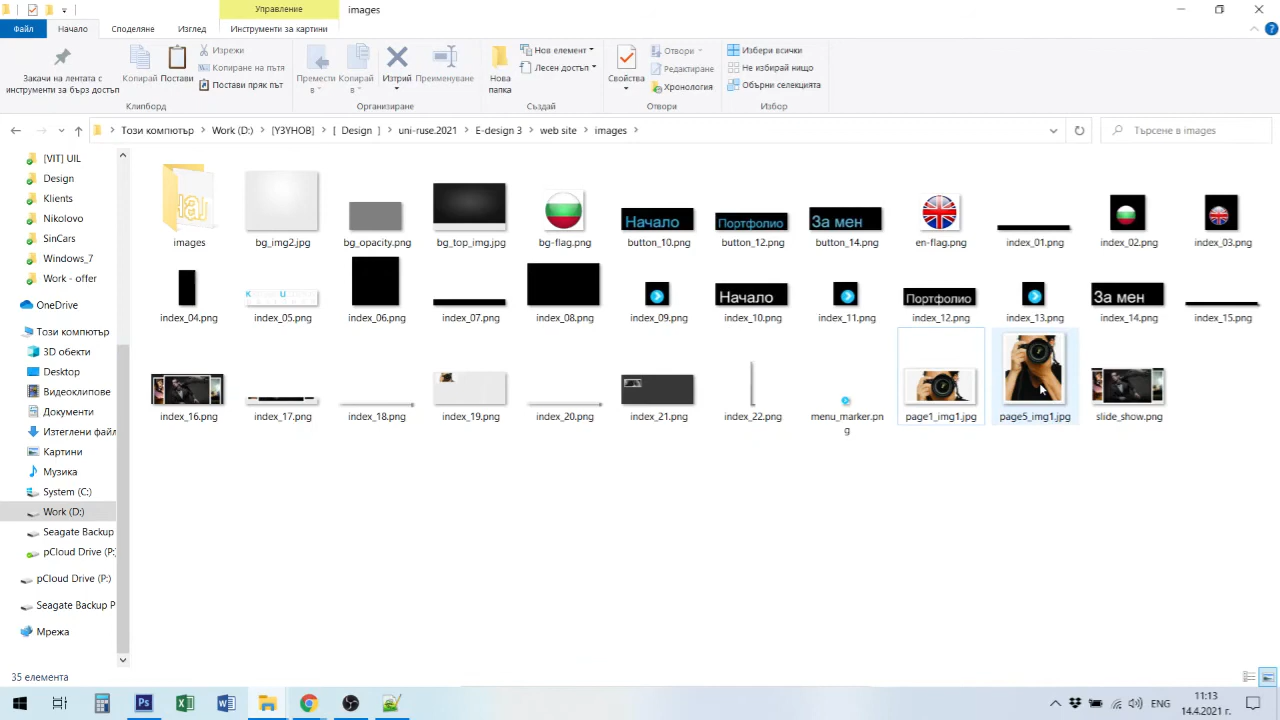 Управление
images
Файл
Начало
Споделяне
Изглед
Инструменти за картини
Закачи на лентата с
инструменти за бърз достъп
Копирай
Постави
Изрежи
Копиране на пътя
Постави пряк път
Клипборд
Премести
в
Копирай
в
Изтрий
Преименуване
Организиране
Нова
папка
Нов елемент
Лесен достъп
Създай
Свойства
Отвори
Редактиране
Хронология
Отвори
Избери всички
Не избирай нищо
Обърни селекцията
Избор
Този компютър
Work (D:)
[УЗУНОВ]
[ Design ]
uni-ruse.2021
E-design 3
web site
images
Търсене в images
[VIT] UIL
Design
Klients
Nikolovo
SinCars
Windows_7
Work - offer
OneDrive
Този компютър
3D обекти
Desktop
Видеоклипове
Документи
Изтеглени файл
Картини
Музика
System (C:)
Work (D:)
Seagate Backup
pCloud Drive (P:
pCloud Drive (P:)
Seagate Backup P
Мрежа
Начало
Портфолио
За мен
images
bg_img2.jpg
bg_opacity.png
bg_top_img.jpg
bg-flag.png
button_10.png
button_12.png
button_14.png
en-flag.png
index_01.png
index_02.png
index_03.png
K
U
Начало
Портфолио
За мен
index_04.png
index_05.png
index_06.png
index_07.png
index_08.png
index_09.png
index_10.png
index_11.png
index_12.png
index_13.png
index_14.png
index_15.png
index_16.png
index_17.png
index_18.png
index_19.png
index_20.png
index_21.png
index_22.png
menu_marker.pn
g
page1_img1.jpg
page5_img1.jpg
slide_show.png
35 елемента
Ps
ENG
11:13
14.4.2021 г.